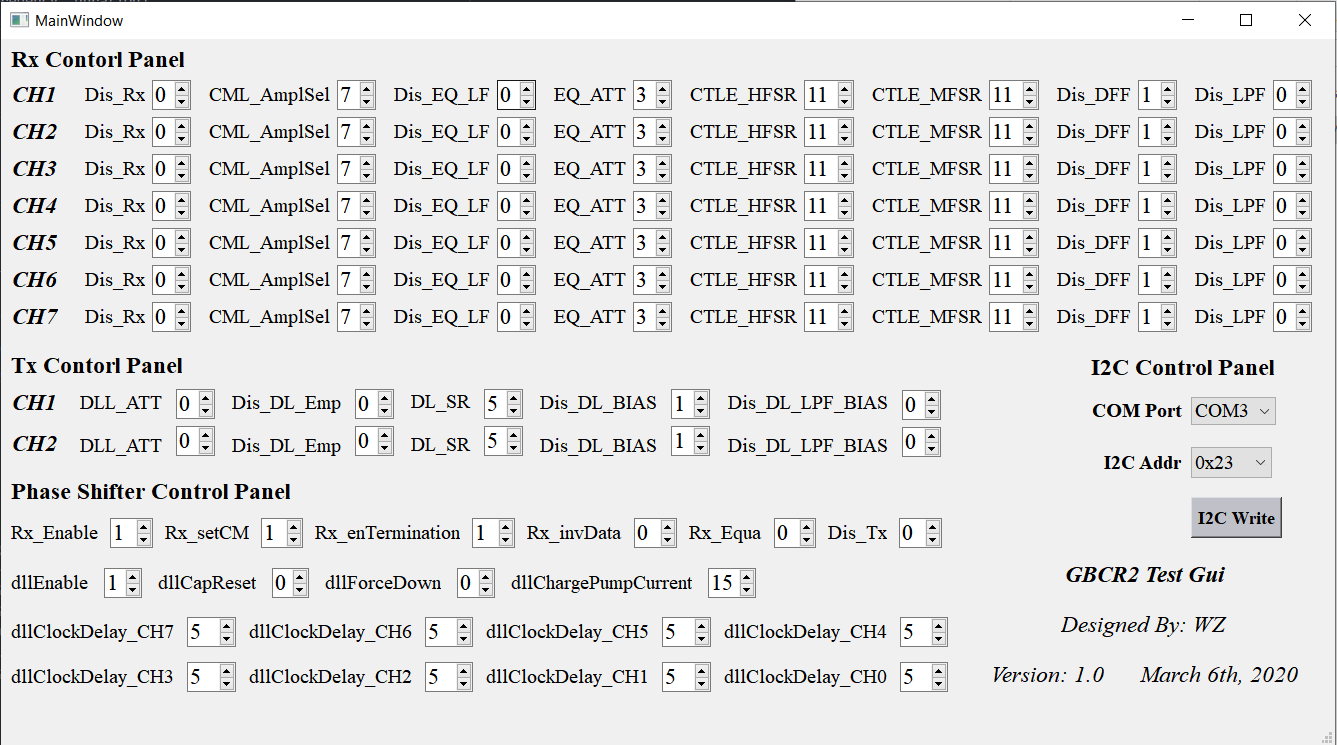 MainWindow
Rx Contorl Panel
CH1 Dis_Rx 0 CML_AmplSel 7 Dis_EQ_LF 0 EQ_ATT 3 CTLE_HFSR 11 CTLE_MFSR 11 Dis_DFF 1 Dis_LPF 0
CH2 Dis_Rx 0 CML_AmplSel 7 Dis_EQ_LF 0 EQ_ATT 3 CTLE_HFSR 11 CTLE_MFSR 11 Dis_DFF 1 Dis_LPF 0
CH3 Dis_Rx 0 CML_AmplSel 7 Dis_EQ_LF 0 EQ_ATT 3 CTLE_HFSR 11 CTLE_MFSR 11 Dis_DFF 1 Dis_LPF 0
CH4 Dis_Rx 0 CML_AmplSel 7 Dis_EQ_LF 0 EQ_ATT 3 CTLE_HFSR 11 CTLE_MFSR 11 Dis_DFF 1 Dis_LPF 0
CH5 Dis_Rx 0 CML_AmplSel 7 Dis_EQ_LF 0 EQ_ATT 3 CTLE_HFSR 11 CTLE_MFSR 11 Dis_DFF 1 Dis_LPF 0
CH6 Dis_Rx 0 CML_AmplSel 7 Dis_EQ_LF 0 EQ_ATT 3 CTLE_HFSR 11 CTLE_MFSR 11 Dis_DFF 1 Dis_LPF 0
CH7 Dis_Rx 0 CML_AmplSel 7 Dis_EQ_LF 0 EQ_ATT 3 CTLE_HFSR 11 CTLE_MFSR 11 Dis_DFF 1 Dis_LPF 0
Tx Contorl Panel
CH1 DLL_ATT 0 Dis_DL_Emp 0 DL_SR 5 Dis_DL_BIAS 1 Dis_DL_LPF_BIAS 0
CH2 DLL_ATT 0 Dis_DL_Emp 0 DL_SR 5 Dis_DL_BIAS 1 Dis_DL_LPF_BIAS 0
Phase Shifter Control Panel
Rx_Enable 1 Rx_setCM 1 Rx_enTermination 1 Rx_invData 0 Rx_Equa 0 Dis_Tx 0
dllEnable 1 dllCapReset 0 dllForceDown 0 dllChargePumpCurrent 15
dllClockDelay_CH7 5 dllClockDelay_CH6 5 dllClockDelay_CH5 5 dllClockDelay_CH4 5
dllClockDelay_CH3 5 dllClockDelay_CH2 5 dllClockDelay_CH1 5 dllClockDelay_CH0 5
I2C Control Panel
COM Port COM3
I2C Addr 0x23
I2C Write
GBCR2 Test Gui
Designed By: WZ
Version: 1.0 March 6th, 2020